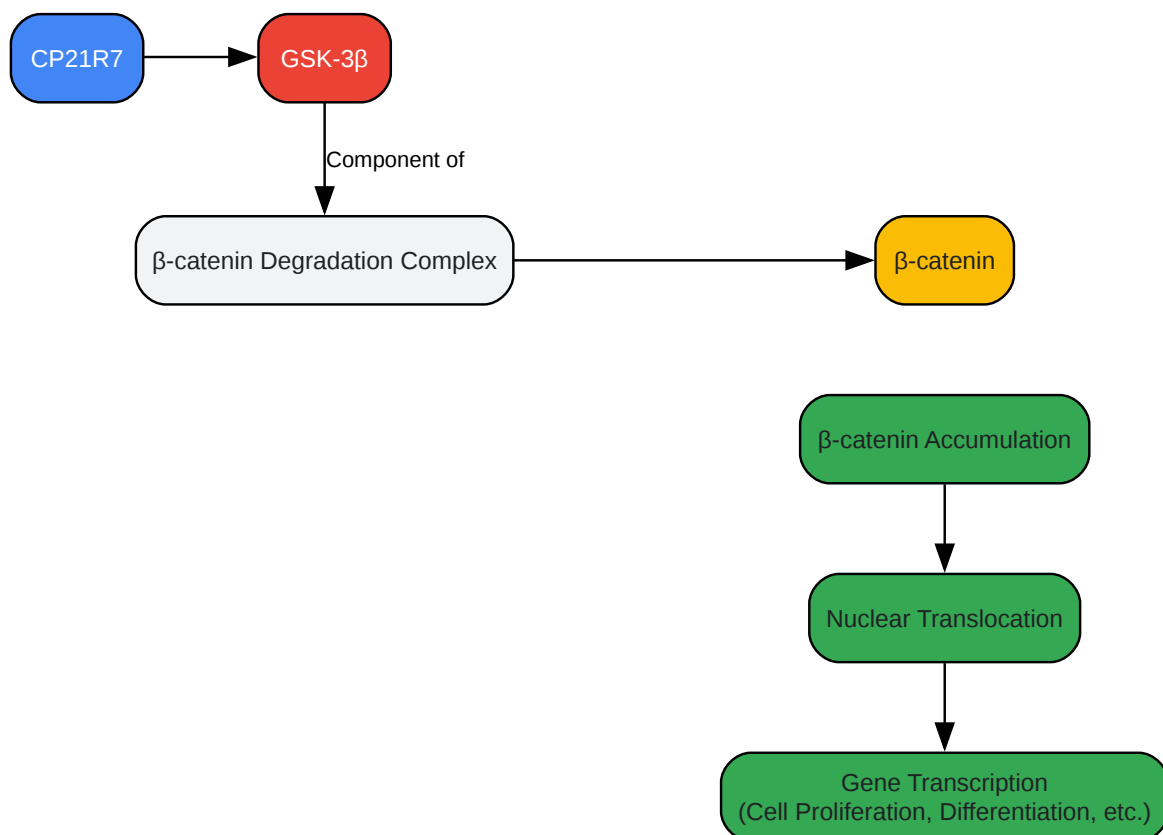 CP21R7
GSK-3β
Component of
β-catenin Degradation Complex
β-catenin
β-catenin Accumulation
Nuclear Translocation
Gene Transcription
(Cell Proliferation, Differentiation, etc.)